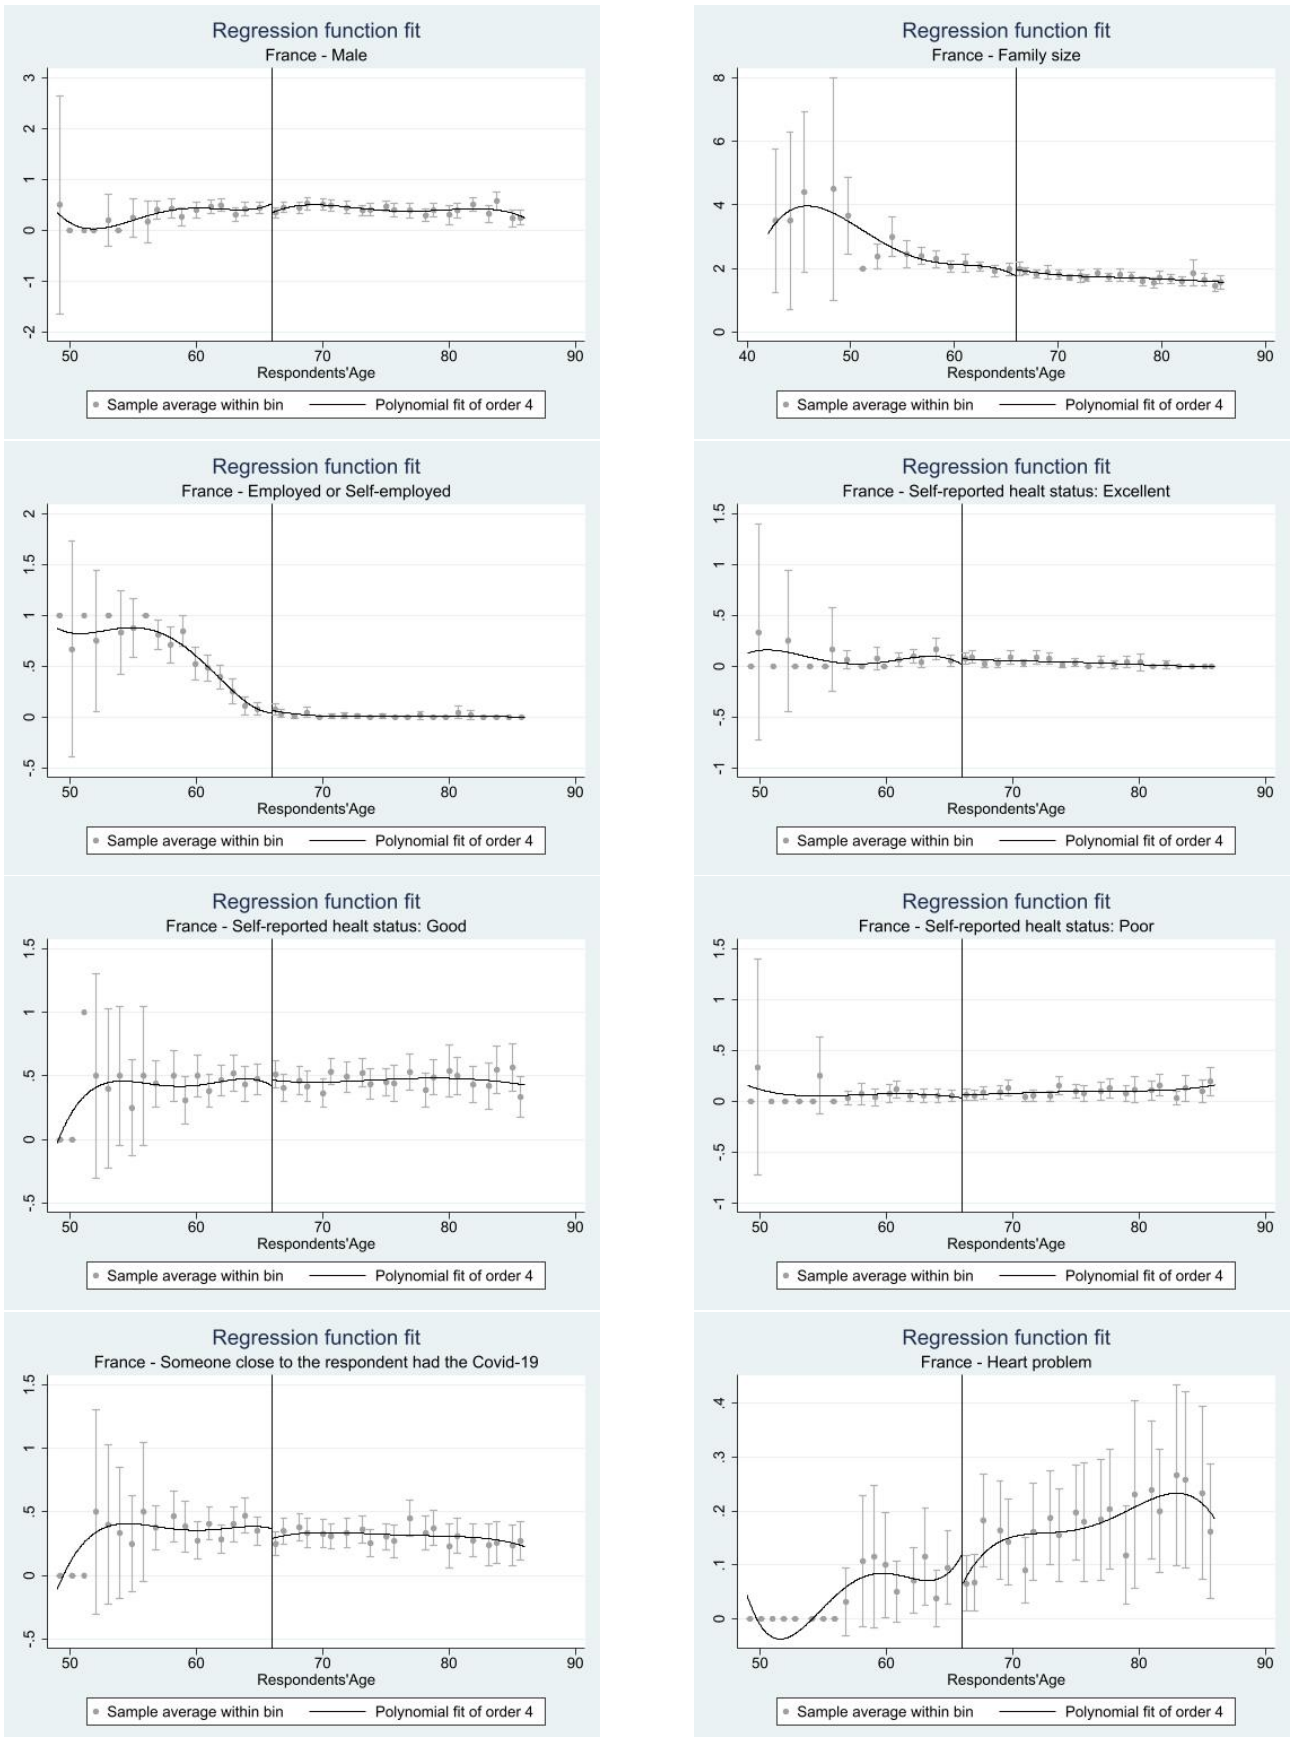 Regression function fit
France - Male
3
2
1
0
-1
-2
50 60 70 80 90
Respondents'Age
Sample average within bin Polynomial fit of order 4
Regression function fit
France - Family size
8
6
4
2
0
40 50 60 70 80 90
Respondents'Age
Sample average within bin Polynomial fit of order 4
Regression function fit
France - Employed or Self-employed
2
1.5
1
.5
0
-.5
50 60 70 80 90
Respondents'Age
Sample average within bin Polynomial fit of order 4
Regression function fit
France - Self-reported healt status: Excellent
1.5
1
.5
0
-.5
-1
50 60 70 80 90
Respondents'Age
Sample average within bin Polynomial fit of order 4
Regression function fit
France - Self-reported healt status: Good
1.5
1
.5
0
-.5
50 60 70 80 90
Respondents'Age
Sample average within bin Polynomial fit of order 4
Regression function fit
France - Self-reported healt status: Poor
1.5
1
.5
0
-.5
-1
50 60 70 80 90
Respondents'Age
Sample average within bin Polynomial fit of order 4
Regression function fit
France - Someone close to the respondent had the Covid-19
1.5
1
.5
0
-.5
50 60 70 80 90
Respondents'Age
Sample average within bin Polynomial fit of order 4
Regression function fit
France - Heart problem
.4
.3
.2
.1
0
50 60 70 80 90
Respondents'Age
Sample average within bin Polynomial fit of order 4